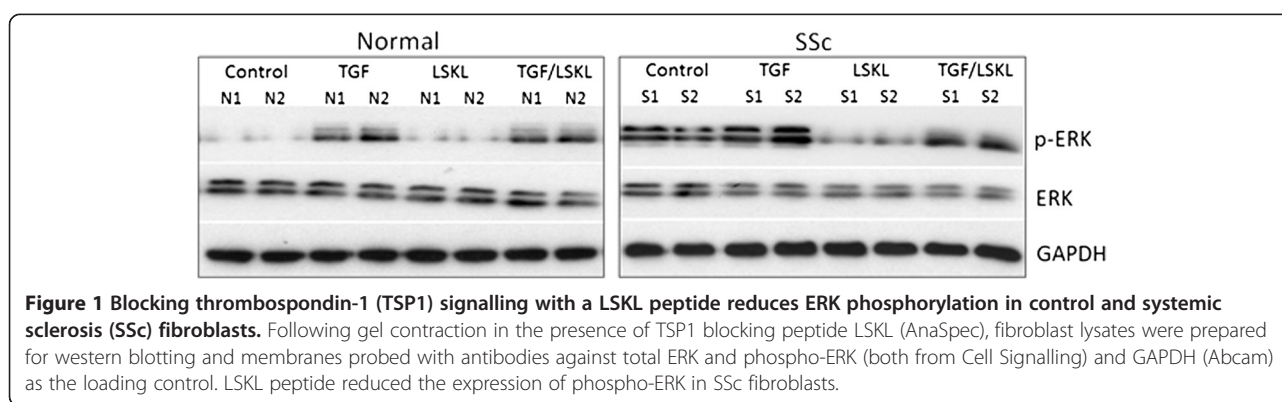 Normal SSc
Control TGF LSKL TGF/LSKL Control TGF LSKL TGF/LSKL
N1 N2 N1 N2 N1 N2 N1 N2 S1 S2 S1 S2 S1 S2 S1 S2
p-ERK
ERK
GAPDH
Figure 1 Blocking thrombospondin-1 (TSP1) signalling with a LSKL peptide reduces ERK phosphorylation in control and systemic
sclerosis (SSc) fibroblasts. Following gel contraction in the presence of TSP1 blocking peptide LSKL (AnaSpec), fibroblast lysates were prepared
for western blotting and membranes probed with antibodies against total ERK and phospho-ERK (both from Cell Signalling) and GAPDH (Abcam)
as the loading control. LSKL peptide reduced the expression of phospho-ERK in SSc fibroblasts.